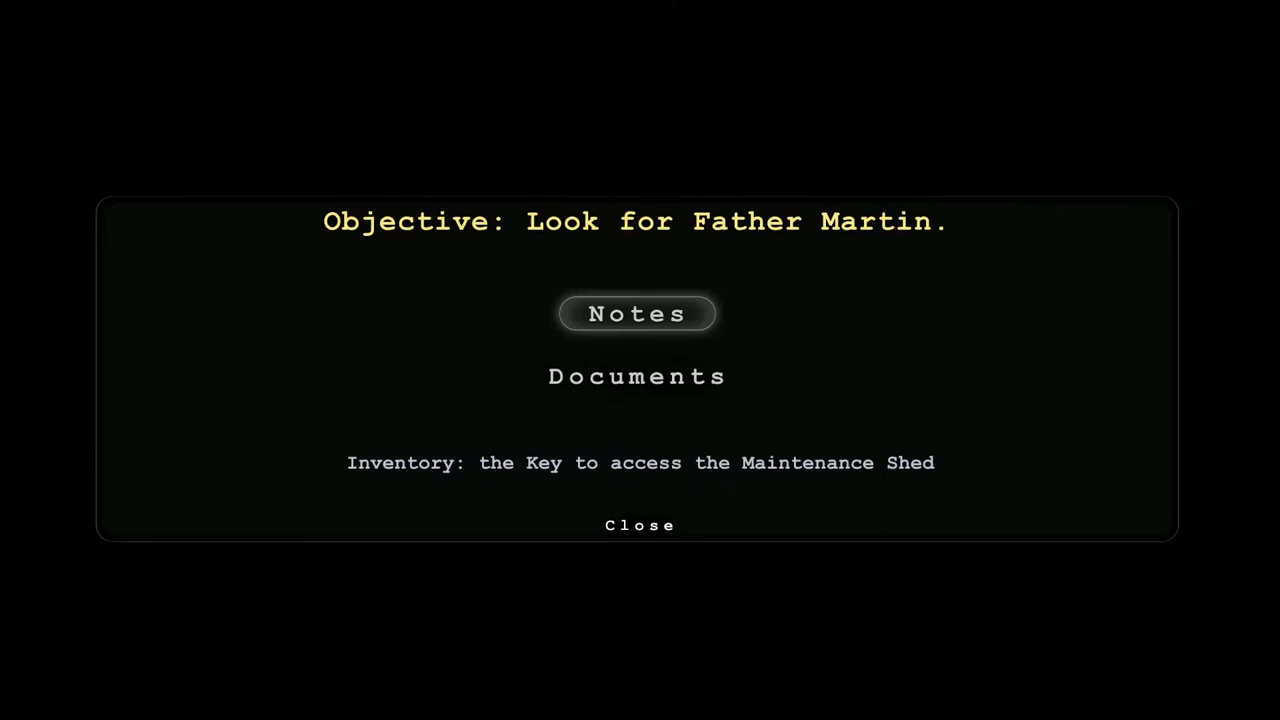 Objective: Look for Father Martin.
Notes
Documents
Inventory: the Key to access the Maintenance Shed
Close